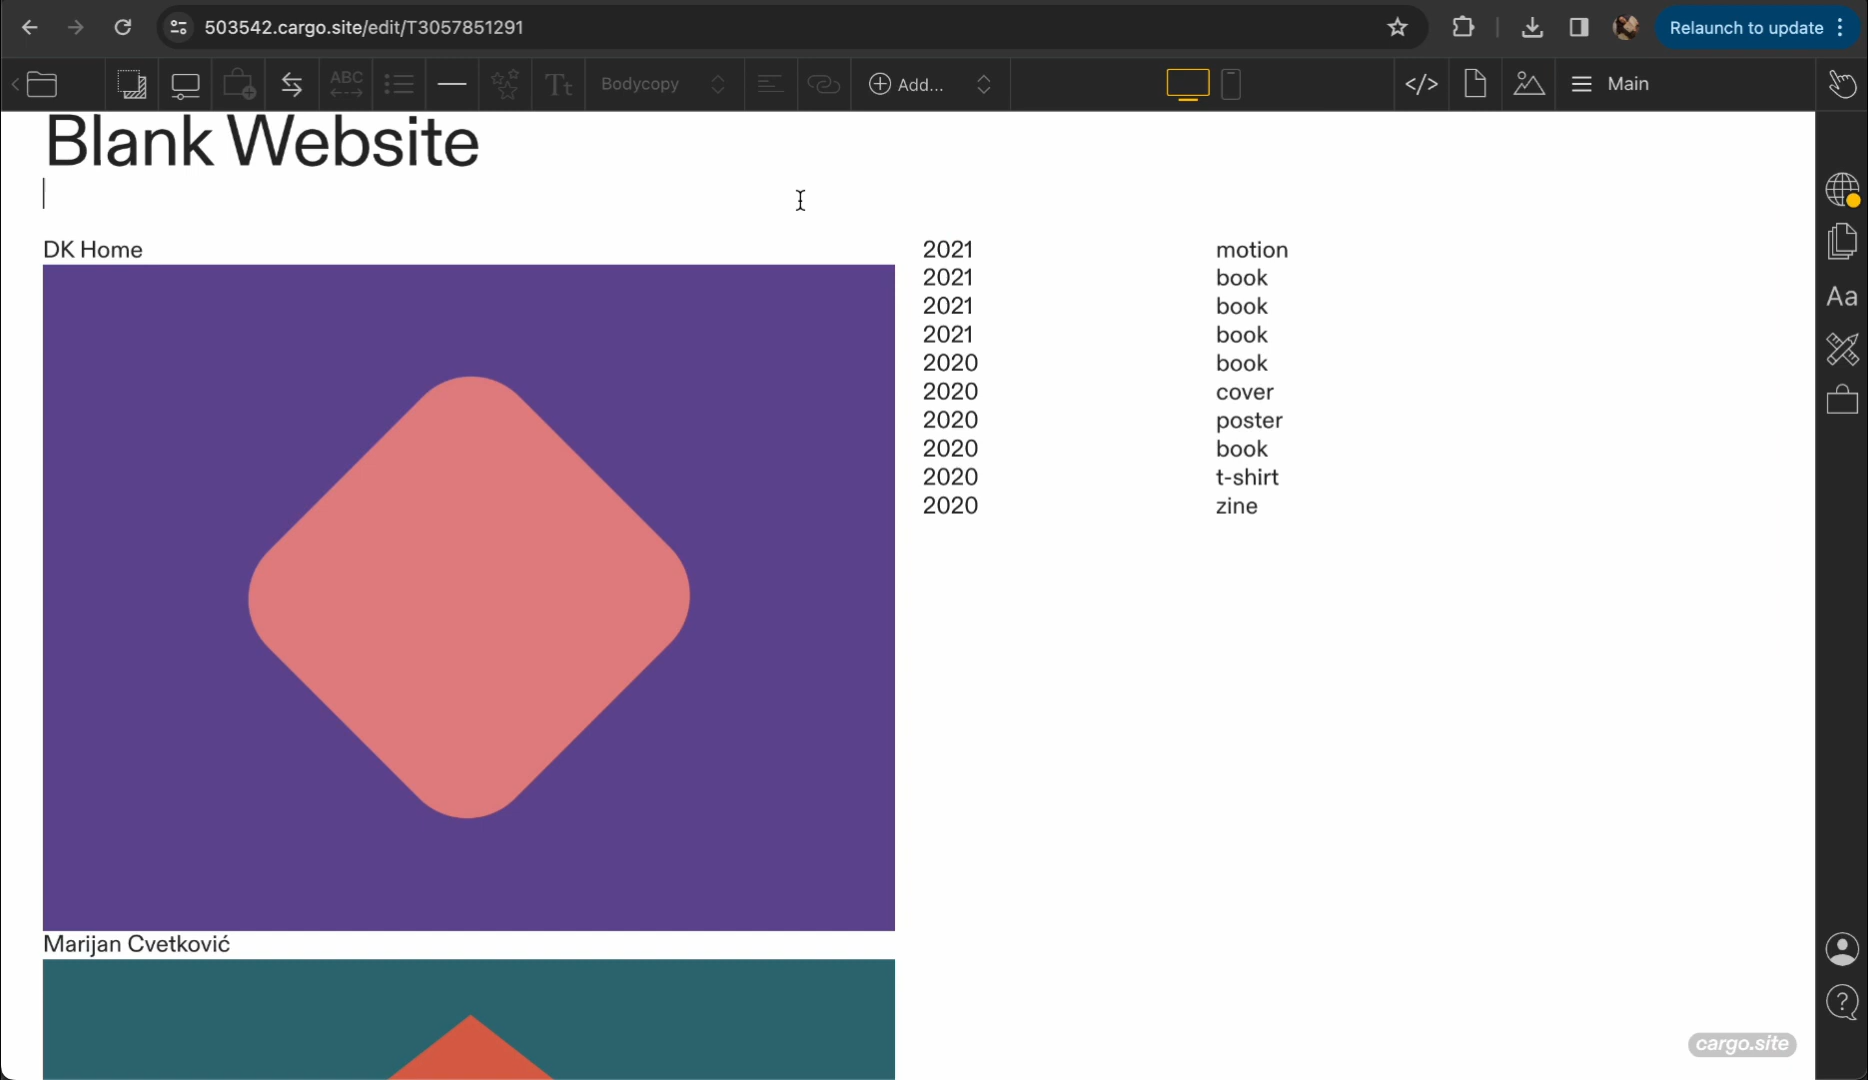 503542.cargo.site/edit/T3057851291
Relaunch to update
ABC
Tt
Bodycopy
Add...
</>
Main
Blank Website
DK Home
2021 motion
2021 book
2021 book
2021 book
2020 book
2020 cover
2020 poster
2020 book
2020 t-shirt
2020 zine
Aa
Marijan Cvetković
cargo.site